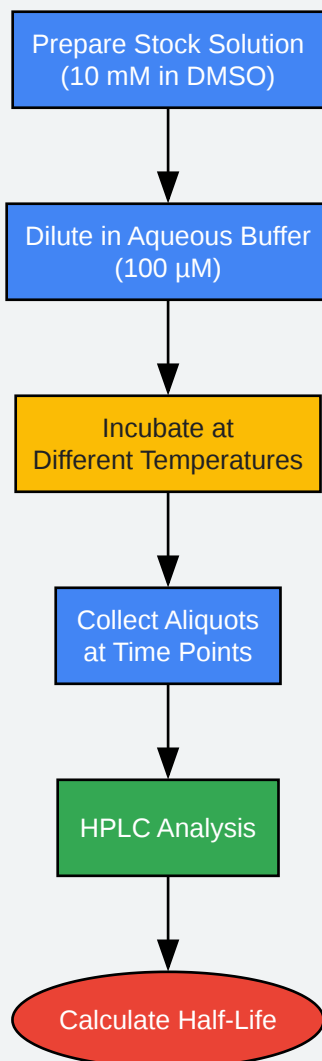 Prepare Stock Solution
(10 mM in DMSO)
Dilute in Aqueous Buffer
(100 µM)
Incubate at
Different Temperatures
Collect Aliquots
at Time Points
HPLC Analysis
Calculate Half-Life